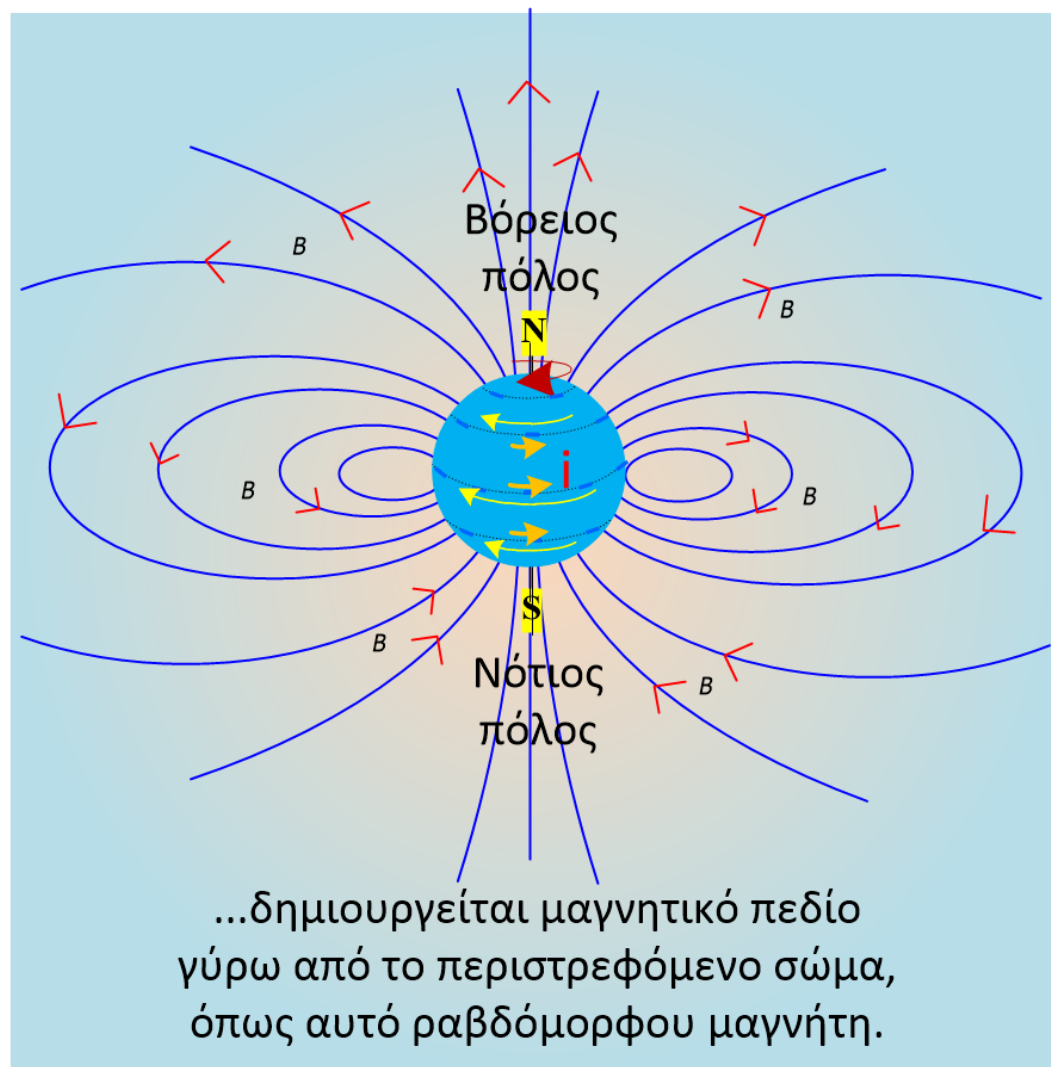 Βόρειος
πόλος
B
B
N
i
B
B
S
B
B
Νότιος
πόλος
...δημιουργείται μαγνητικό πεδίο
γύρω από το περιστρεφόμενο σώμα,
όπως αυτό ραβδόμορφου μαγνήτη.